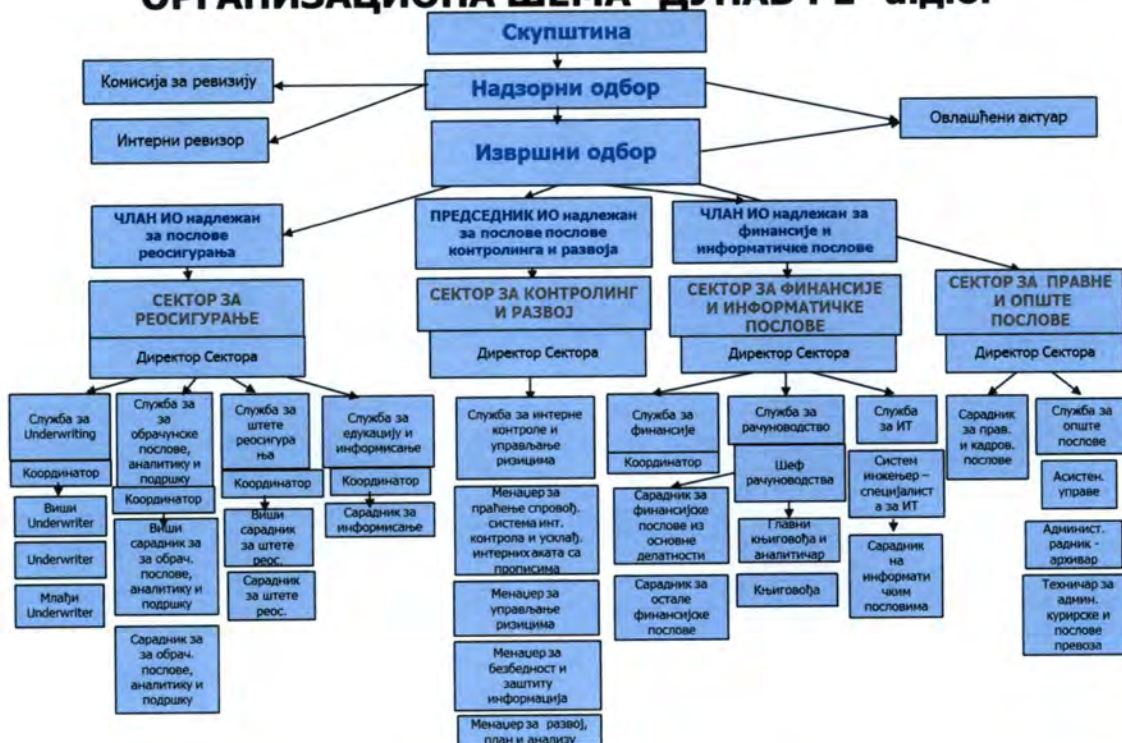 ОРГАНИЗАЦИОНА ШЕМА "ДУНАВ РЕ" а.д.о.
Скупштина
Комисија за ревизију
Надзорни одбор
Овлашћени актуар
Интерни ревизор
Извршни одбор
ЧЛАН ИО надлежан
за послове
реосигурања
ПРЕДСЕДНИК ИО надлежан
за послове послове
контролинга и развоја
ЧЛАН ИО надлежан за
финансије и
информатичке послове
СЕКТОР ЗА
РЕОСИГУРАЊЕ
Директор Сектора
СЕКТОР ЗА КОНТРОЛИНГ
И РАЗВОЈ
Директор Сектора
СЕКТОР ЗА ФИНАНСИЈЕ
И ИНФОРМАТИЧКЕ
ПОСЛОВЕ
Директор Сектора
СЕКТОР ЗА ПРАВНЕ
И ОПШТЕ
ПОСЛОВЕ
Директор Сектора
Служба за
Underwriting
Координатор
Виши
Underwriter
Underwriter
Млађи
Underwriter
Служба за
за
обрачунске
послове,
аналитику и
подршку
Координатор
Виши
сарадник за
за обрач.
послове,
аналитику и
подршку
Сарадник за
за обрач.
послове,
аналитику и
подршку
Служба за
штете
реосигура
ња
Координатор
Виши
сарадник
за штете
реос.
Сарадник
за штете
реос.
Служба за
едукацију и
информисање
Координатор
Сарадник за
информисање
Служба за интерне
контроле и
управљање
ризицима
Менаџер за
праћење спровођ.
система инт.
контрола и усклађ.
интерних аката са
прописима
Менаџер за
управљање
ризицима
Менаџер за
безбедност и
заштиту
информација
Менаџер за развој,
план и анализу
Служба за
финансије
Координатор
Сарадник за
финансијске
послове из
основне
делатности
Сарадник за
остале
финансијске
послове
Служба за
рачуноводство
Шеф
рачуноводства
Главни
књиговођа и
аналитичар
Књиговођа
Служба
за ИТ
Систем
инжењер –
специјалист
а за ИТ
Сарадник
на
информати
чким
пословима
Сарадник
за прав.
и кадров.
послове
Служба за
опште
послове
Асистен.
управе
Админист.
радник -
архивар
Техничар за
админ.
курирске и
послове
превоза